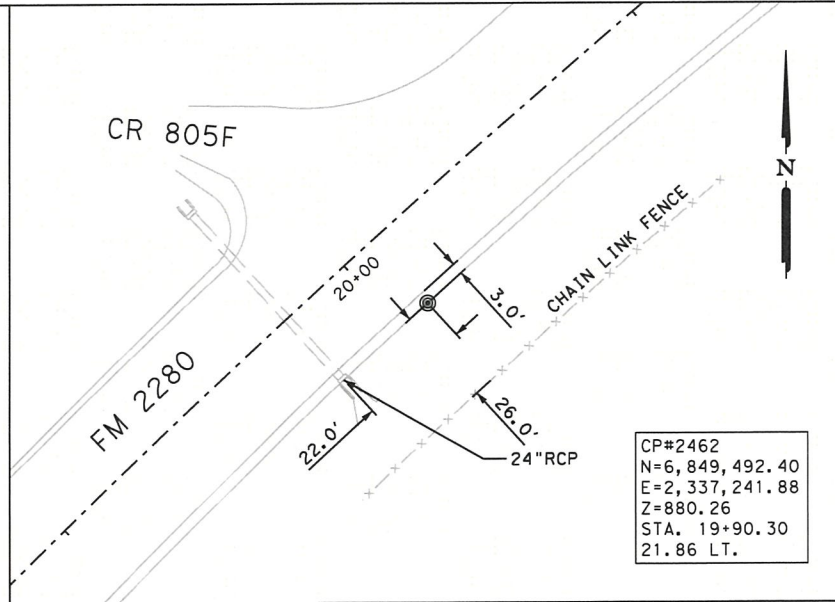 CR 805F
N
20+00
CHAIN LINK FENCE
3.0'
FM 2280
26.0'
22.0'
24"RCP
CP#2462
N=6,849,492.40
E=2,337,241.88
Z=880.26
STA. 19+90.30
21.86 LT.